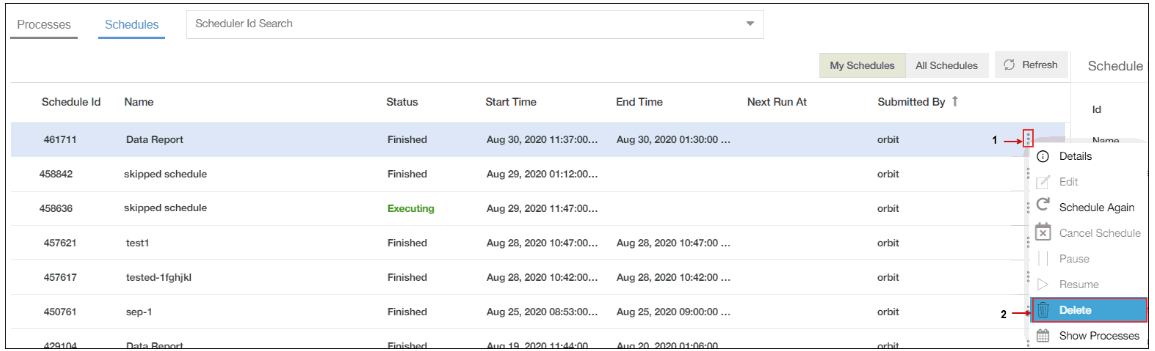 Processes Schedules Scheduler Id Search
My Schedules All Schedules Refresh Schedule
Schedule Id Name Status Start Time End Time Next Run At Submitted By ↑ Id
461711 Data Report Finished Aug 30, 2020 11:37:00... Aug 30, 2020 01:30:00 ... orbit 1 Name
458842 skipped schedule Finished Aug 29, 2020 01:12:00... orbit
458636 skipped schedule Executing Aug 29, 2020 11:47:00... orbit
457621 test1 Finished Aug 28, 2020 10:47:00... Aug 28, 2020 10:47:00 ... orbit
457617 tested-1fghjkl Finished Aug 28, 2020 10:42:00... Aug 28, 2020 10:42:00 ... orbit
450761 sep-1 Finished Aug 25, 2020 08:53:00... Aug 25, 2020 09:00:00 ... orbit
429104 Data Report Finished Aug 19, 2020 11:44:00 Aug 20, 2020 01:06:00 orbit
Details
Edit
Schedule Again
Cancel Schedule
Pause
Resume
2 Delete
Show Processes